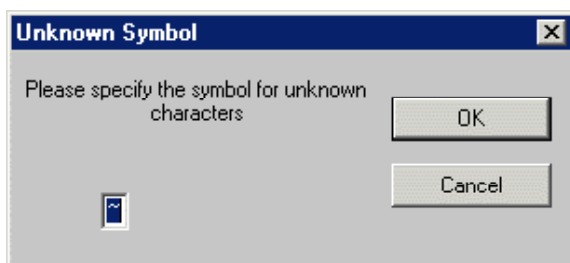 Unknown Symbol
Please specify the symbol for unknown
characters
OK
Cancel
~